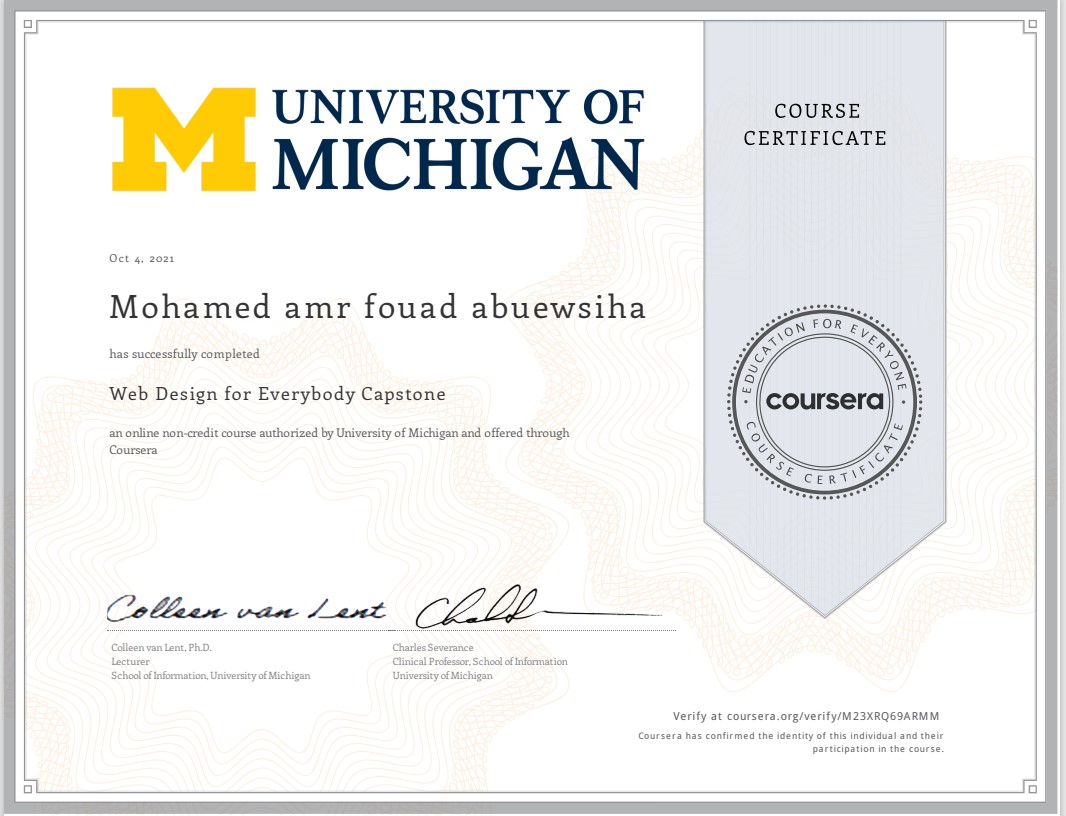 UNIVERSITY OF
MICHIGAN
COURSE
CERTIFICATE
Oct 4, 2021
Mohamed amr fouad abuewsiha
has successfully completed
Web Design for Everybody Capstone
an online non-credit course authorized by University of Michigan and offered through
Coursera
EDUCATION FOR EVERYONE
coursera
COURSE CERTIFICATE
Colleen van Lent
Colleen van Lent, Ph.D.
Lecturer
School of Information, University of Michigan
Charles Severance
Clinical Professor, School of Information
University of Michigan
Verify at coursera.org/verify/M23XRQ69ARMM
Coursera has confirmed the identity of this individual and their
participation in the course.